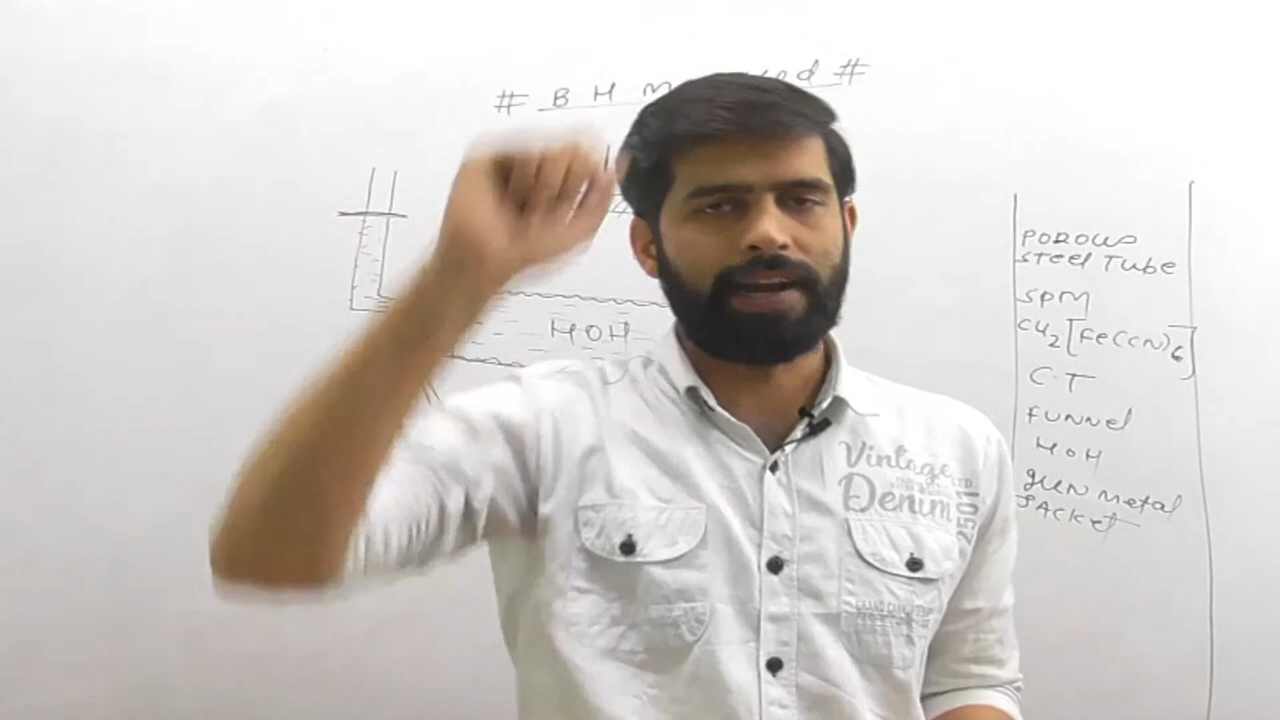 # B H M
HOH
POROUS
Steel Tube
SPM
Cu2[Fe(CN)6]
C.T
FUNNEL
HOH
gUN Metal
JAcket
Vintage
Denim
2501